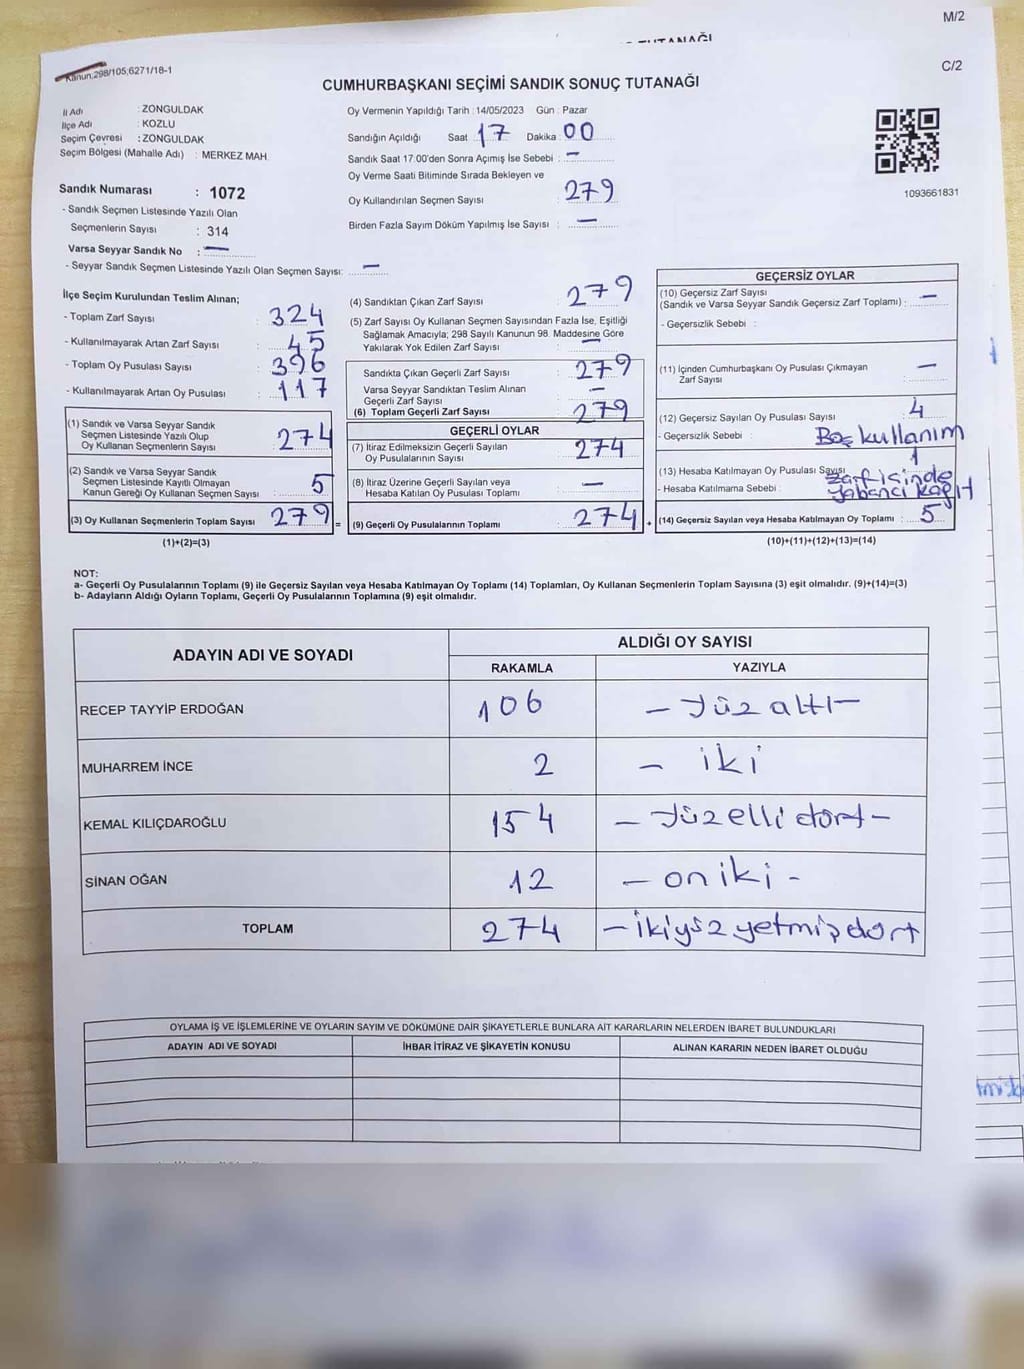 M/2
TUTANAĞI
Kanun,298/105,6271/18-1
C/2
CUMHURBAŞKANI SEÇİMİ SANDIK SONUÇ TUTANAĞI
İl Adı : ZONGULDAK
İlçe Adı : KOZLU
Seçim Çevresi : ZONGULDAK
Seçim Bölgesi (Mahalle Adı) : MERKEZ MAH.
Oy Vermenin Yapıldığı Tarih : 14/05/2023 Gün : Pazar
Sandığın Açıldığı Saat 17 Dakika 00
Sandık Saat 17:00'den Sonra Açımış İse Sebebi : —
Oy Verme Saati Bitiminde Sırada Bekleyen ve
Oy Kullandırılan Seçmen Sayısı 279
Birden Fazla Sayım Döküm Yapılmış İse Sayısı : —
1093661831
Sandık Numarası : 1072
- Sandık Seçmen Listesinde Yazılı Olan
Seçmenlerin Sayısı : 314
Varsa Seyyar Sandık No : —
- Seyyar Sandık Seçmen Listesinde Yazılı Olan Seçmen Sayısı: —
İlçe Seçim Kurulundan Teslim Alınan;
- Toplam Zarf Sayısı : 324
- Kullanılmayarak Artan Zarf Sayısı : 45
- Toplam Oy Pusulası Sayısı : 396
- Kullanılmayarak Artan Oy Pusulası : 117
(1) Sandık ve Varsa Seyyar Sandık
Seçmen Listesinde Yazılı Olup
Oy Kullanan Seçmenlerin Sayısı : 274
(2) Sandık ve Varsa Seyyar Sandık
Seçmen Listesinde Kayıtlı Olmayan
Kanun Gereği Oy Kullanan Seçmen Sayısı : 5
(3) Oy Kullanan Seçmenlerin Toplam Sayısı : 279 =
(1)+(2)=(3)
(4) Sandıktan Çıkan Zarf Sayısı : 279
(5) Zarf Sayısı Oy Kullanan Seçmen Sayısından Fazla İse, Eşitliği
Sağlamak Amacıyla; 298 Sayılı Kanunun 98. Maddesine Göre
Yakılarak Yok Edilen Zarf Sayısı : —
Sandıkta Çıkan Geçerli Zarf Sayısı : 279
Varsa Seyyar Sandıktan Teslim Alınan
Geçerli Zarf Sayısı : —
(6) Toplam Geçerli Zarf Sayısı : 279
GEÇERLİ OYLAR
(7) İtiraz Edilmeksizin Geçerli Sayılan
Oy Pusulalarının Sayısı : 274
(8) İtiraz Üzerine Geçerli Sayılan veya
Hesaba Katılan Oy Pusulası Toplamı : —
(9) Geçerli Oy Pusulalarının Toplamı : 274 +
GEÇERSİZ OYLAR
(10) Geçersiz Zarf Sayısı
(Sandık ve Varsa Seyyar Sandık Geçersiz Zarf Toplamı) : —
- Geçersizlik Sebebi :
(11) İçinden Cumhurbaşkanı Oy Pusulası Çıkmayan
Zarf Sayısı : —
(12) Geçersiz Sayılan Oy Pusulası Sayısı : 4
- Geçersizlik Sebebi : Boş kullanım
(13) Hesaba Katılmayan Oy Pusulası Sayısı : 1
- Hesaba Katılmama Sebebi : Zarf içinde
yabancı kağıt
(14) Geçersiz Sayılan veya Hesaba Katılmayan Oy Toplamı : 5
(10)+(11)+(12)+(13)=(14)
NOT:
a- Geçerli Oy Pusulalarının Toplamı (9) ile Geçersiz Sayılan veya Hesaba Katılmayan Oy Toplamı (14) Toplamları, Oy Kullanan Seçmenlerin Toplam Sayısına (3) eşit olmalıdır. (9)+(14)=(3)
b- Adayların Aldığı Oyların Toplamı, Geçerli Oy Pusulalarının Toplamına (9) eşit olmalıdır.
ADAYIN ADI VE SOYADI ALDIĞI OY SAYISI
RAKAMLA YAZIYLA
RECEP TAYYİP ERDOĞAN 106 — Yüz altı —
MUHARREM İNCE 2 — iki
KEMAL KILIÇDAROĞLU 154 — Yüzelli dört —
SİNAN OĞAN 12 — on iki -
TOPLAM 274 — ikiyüz yetmiş dört
OYLAMA İŞ VE İŞLEMLERİNE VE OYLARIN SAYIM VE DÖKÜMÜNE DAİR ŞİKAYETLERLE BUNLARA AİT KARARLARIN NELERDEN İBARET BULUNDUKLARI
ADAYIN ADI VE SOYADI İHBAR İTİRAZ VE ŞİKAYETİN KONUSU ALINAN KARARIN NEDEN İBARET OLDUĞU